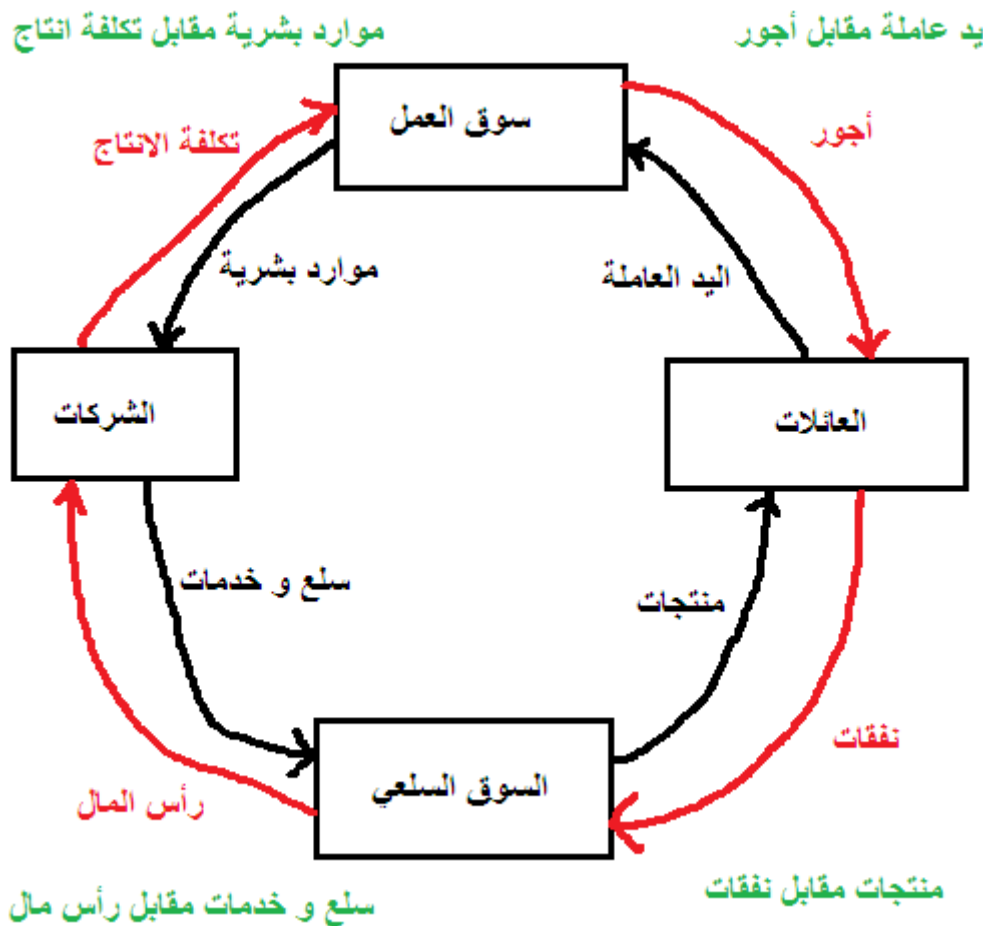 يد عاملة مقابل أجور
موارد بشرية مقابل تكلفة انتاج
سوق العمل
أجور
تكلفة الانتاج
اليد العاملة
موارد بشرية
العائلات
الشركات
منتجات
سلع و خدمات
نفقات
السوق السلعي
رأس المال
منتجات مقابل نفقات
سلع و خدمات مقابل رأس مال